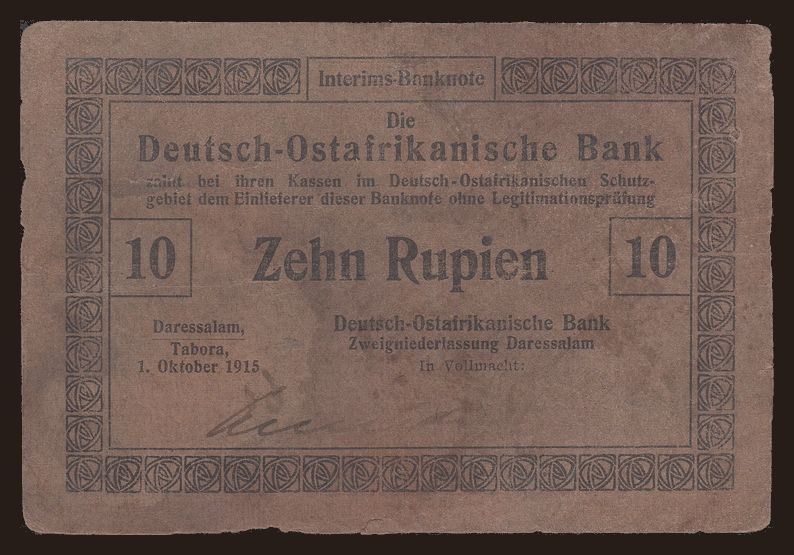 Interims-Banknote
Die
Deutsch-Ostafrikanische Bank
zahlt bei ihren Kassen im Deutsch-Ostafrikanischen Schutz-
gebiet dem Einlieferer dieser Banknote ohne Legitimationsprüfung
10 Zehn Rupien 10
Daressalam,
Tabora,
1. Oktober 1915
Deutsch-Ostafrikanische Bank
Zweigniederlassung Daressalam
In Vollmacht: